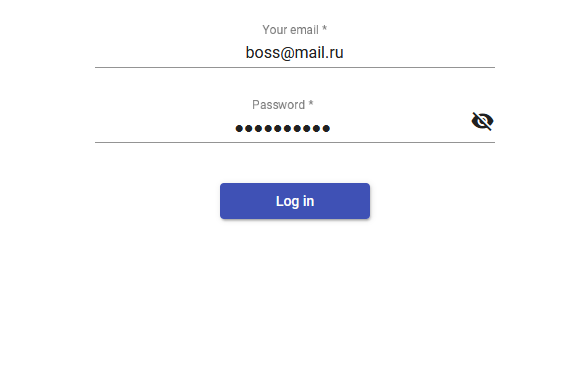 Your email *
boss@mail.ru
Password *
••••••••••
Log in